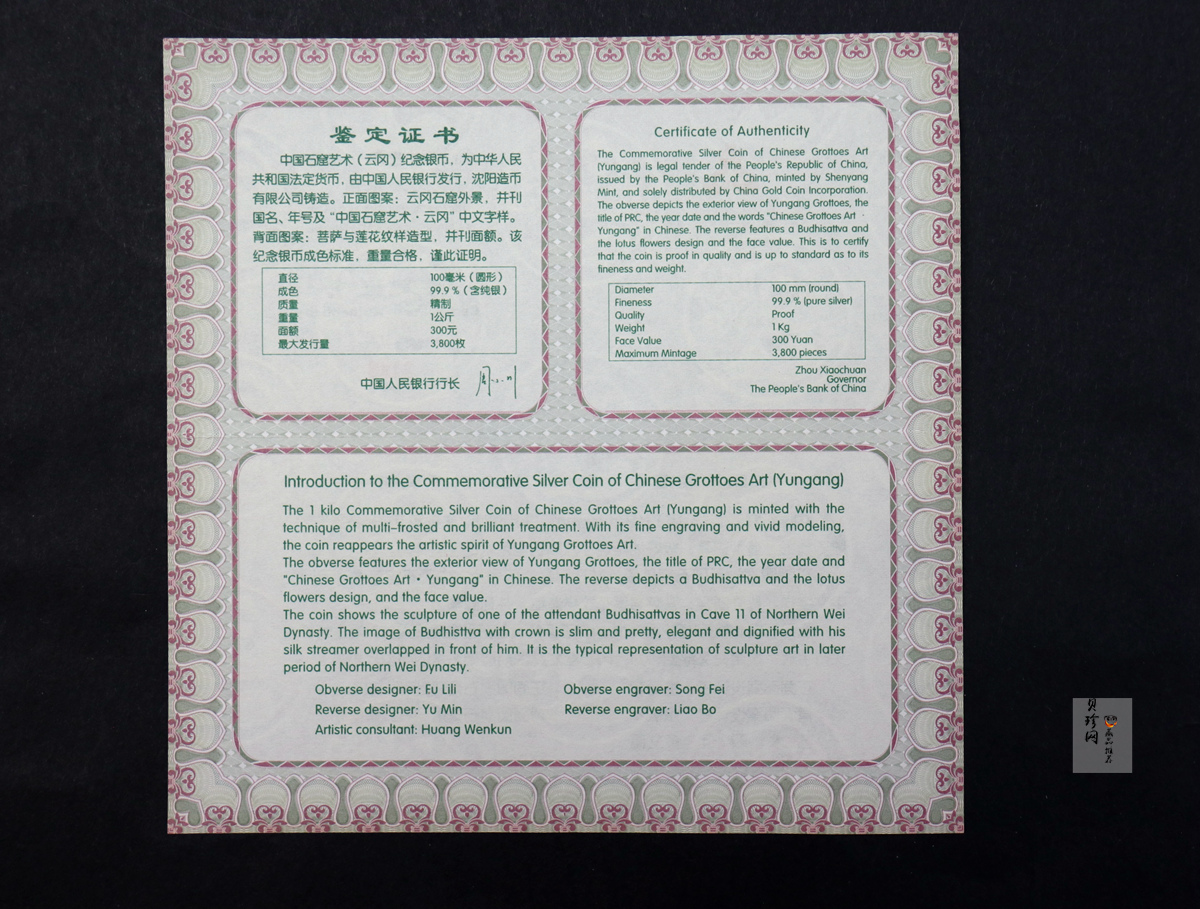 鉴定证书
中国石窟艺术（云冈）纪念银币，为中华人民
共和国法定货币，由中国人民银行发行，沈阳造币
有限公司铸造。正面图案：云冈石窟外景，并刊
国名、年号及“中国石窟艺术·云冈”中文字样。
背面图案：菩萨与莲花纹样造型，并刊面额。该
纪念银币成色标准，重量合格，谨此证明。
直径 100毫米（圆形）
成色 99.9％（含纯银）
质量 精制
重量 1公斤
面额 300元
最大发行量 3,800枚
中国人民银行行长
Certificate of Authenticity
The Commemorative Silver Coin of Chinese Grottoes Art
(Yungang) is legal tender of the People's Republic of China,
issued by the People's Bank of China, minted by Shenyang
Mint, and solely distributed by China Gold Coin Incorporation.
The obverse depicts the exterior view of Yungang Grottoes, the
title of PRC, the year date and the words "Chinese Grottoes Art ·
Yungang" in Chinese. The reverse features a Budhisattva and
the lotus flowers design and the face value. This is to certify
that the coin is proof in quality and is up to standard as to its
fineness and weight.
Diameter 100 mm (round)
Fineness 99.9 % (pure silver)
Quality Proof
Weight 1 Kg
Face Value 300 Yuan
Maximum Mintage 3,800 pieces
Zhou Xiaochuan
Governor
The People's Bank of China
Introduction to the Commemorative Silver Coin of Chinese Grottoes Art (Yungang)
The 1 kilo Commemorative Silver Coin of Chinese Grottoes Art (Yungang) is minted with the
technique of multi-frosted and brilliant treatment. With its fine engraving and vivid modeling,
the coin reappears the artistic spirit of Yungang Grottoes Art.
The obverse features the exterior view of Yungang Grottoes, the title of PRC, the year date and
"Chinese Grottoes Art · Yungang" in Chinese. The reverse depicts a Budhisattva and the lotus
flowers design, and the face value.
The coin shows the sculpture of one of the attendant Budhisattvas in Cave 11 of Northern Wei
Dynasty. The image of Budhisttva with crown is slim and pretty, elegant and dignified with his
silk streamer overlapped in front of him. It is the typical representation of sculpture art in later
period of Northern Wei Dynasty.
Obverse designer: Eu Lili Obverse engraver: Song Fei
Reverse designer: Yu Min Reverse engraver: Liao Bo
Artistic consultant: Huang Wenkun
贝珍网